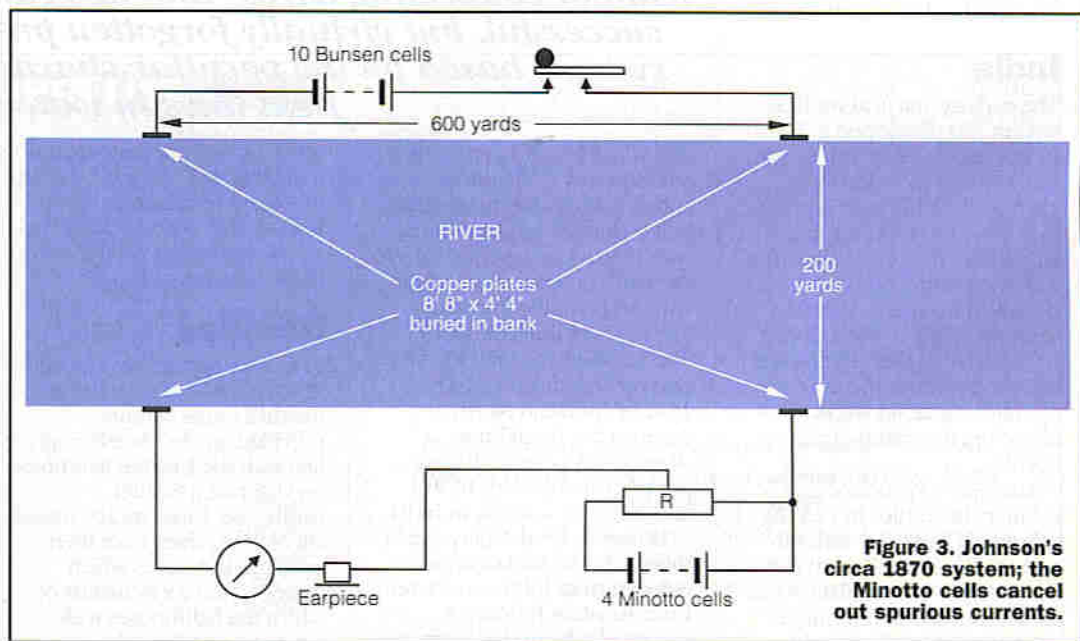 10 Bunsen cells
600 yards
RIVER
200
yards
Copper plates
8' 8" x 4' 4"
buried in bank
R
Earpiece
4 Minotto cells
Figure 3. Johnson's
circa 1870 system; the
Minotto cells cancel
out spurious currents.